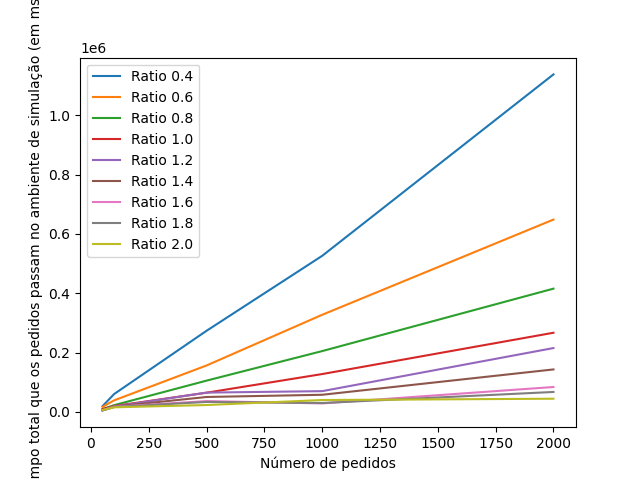 1e6
mpo total que os pedidos passam no ambiente de simulação (em ms
1.0
0.8
0.6
0.4
0.2
0.0
Ratio 0.4
Ratio 0.6
Ratio 0.8
Ratio 1.0
Ratio 1.2
Ratio 1.4
Ratio 1.6
Ratio 1.8
Ratio 2.0
0 250 500 750 1000 1250 1500 1750 2000
Número de pedidos